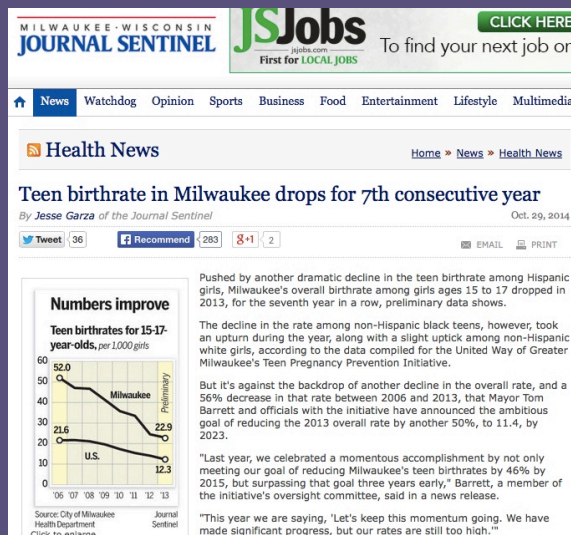 MILWAUKEE · WISCONSIN
JOURNAL SENTINEL
JSJobs
jsjobs.com
First for LOCAL JOBS
CLICK HERE
To find your next job or
News Watchdog Opinion Sports Business Food Entertainment Lifestyle Multimedia
Health News
Home » News » Health News
Teen birthrate in Milwaukee drops for 7th consecutive year
By Jesse Garza of the Journal Sentinel
Oct. 29, 2014
Tweet 36 Recommend 283 g+1 2
EMAIL PRINT
Numbers improve
Teen birthrates for 15-17-
year-olds, per 1,000 girls
60
50
40
30
20
10
0
52.0
Milwaukee
Preliminary
22.9
21.6
U.S.
12.3
'06 '07 '08 '09 '10 '11 '12 '13
Source: City of Milwaukee
Health Department
Journal
Sentinel
Click to enlarge
Pushed by another dramatic decline in the teen birthrate among Hispanic
girls, Milwaukee's overall birthrate among girls ages 15 to 17 dropped in
2013, for the seventh year in a row, preliminary data shows.
The decline in the rate among non-Hispanic black teens, however, took
an upturn during the year, along with a slight uptick among non-Hispanic
white girls, according to the data compiled for the United Way of Greater
Milwaukee's Teen Pregnancy Prevention Initiative.
But it's against the backdrop of another decline in the overall rate, and a
56% decrease in that rate between 2006 and 2013, that Mayor Tom
Barrett and officials with the initiative have announced the ambitious
goal of reducing the 2013 overall rate by another 50%, to 11.4, by
2023.
"Last year, we celebrated a momentous accomplishment by not only
meeting our goal of reducing Milwaukee's teen birthrates by 46% by
2015, but surpassing that goal three years early," Barrett, a member of
the initiative's oversight committee, said in a news release.
"This year we are saying, 'Let's keep this momentum going. We have
made significant progress, but our rates are still too high.'"